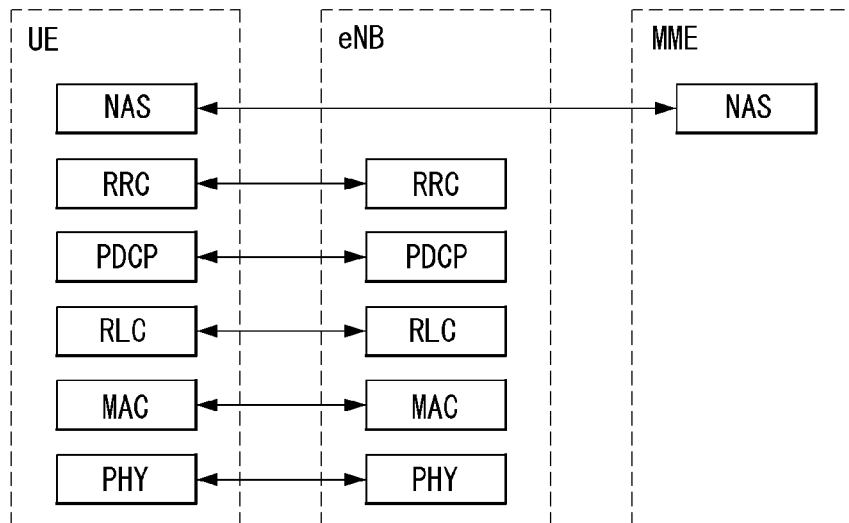 UE eNB MME
NAS NAS
RRC RRC
PDCP PDCP
RLC RLC
MAC MAC
PHY PHY